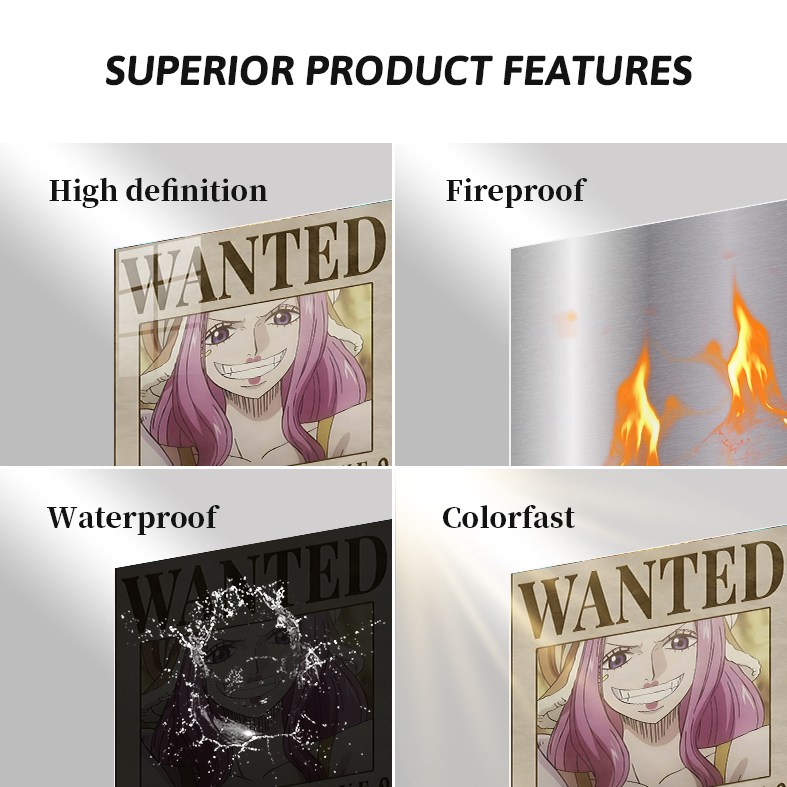 SUPERIOR PRODUCT FEATURES
High definition
Fireproof
WANTED
Waterproof
Colorfast
WANTED
WANTED